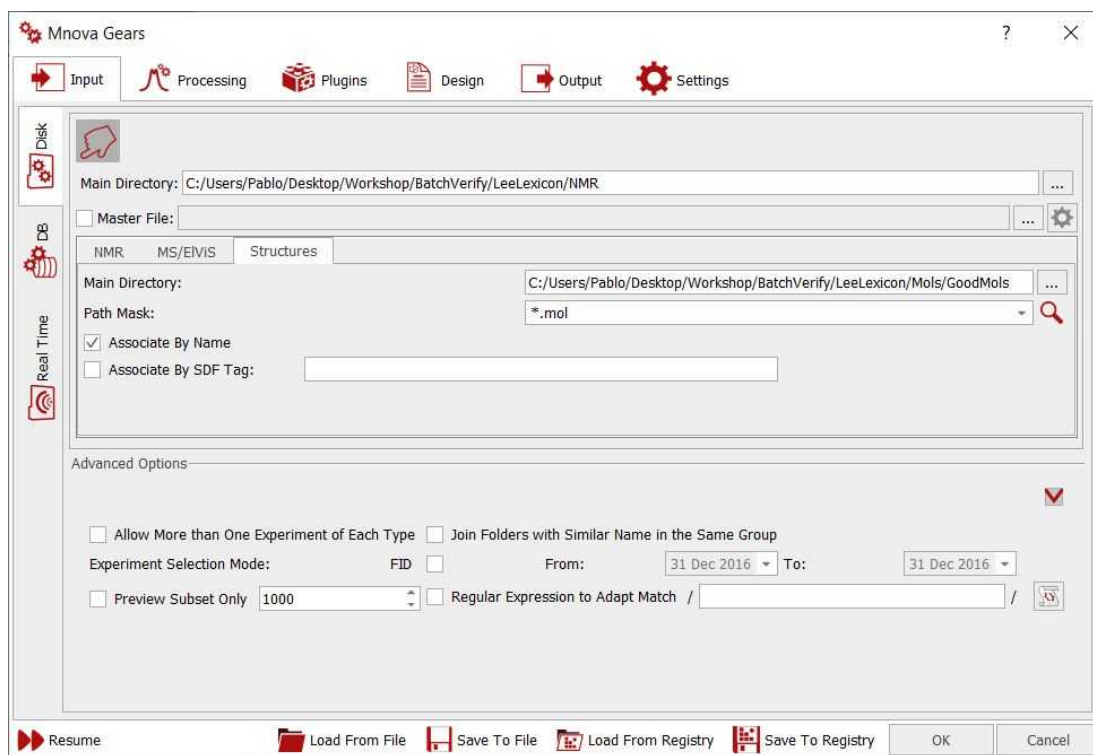 Mnova Gears ?
Input Processing Plugins Design Output Settings
Disk
DB
Real Time
Main Directory: C:/Users/Pablo/Desktop/Workshop/BatchVerify/LeeLexicon/NMR ...
Master File: ...
NMR MS/ElViS Structures
Main Directory: C:/Users/Pablo/Desktop/Workshop/BatchVerify/LeeLexicon/Mols/GoodMols ...
Path Mask: *.mol
Associate By Name
Associate By SDF Tag:
Advanced Options
Allow More than One Experiment of Each Type Join Folders with Similar Name in the Same Group
Experiment Selection Mode: FID From: 31 Dec 2016 To: 31 Dec 2016
Preview Subset Only 1000 Regular Expression to Adapt Match / /
Resume Load From File Save To File Load From Registry Save To Registry OK Cancel